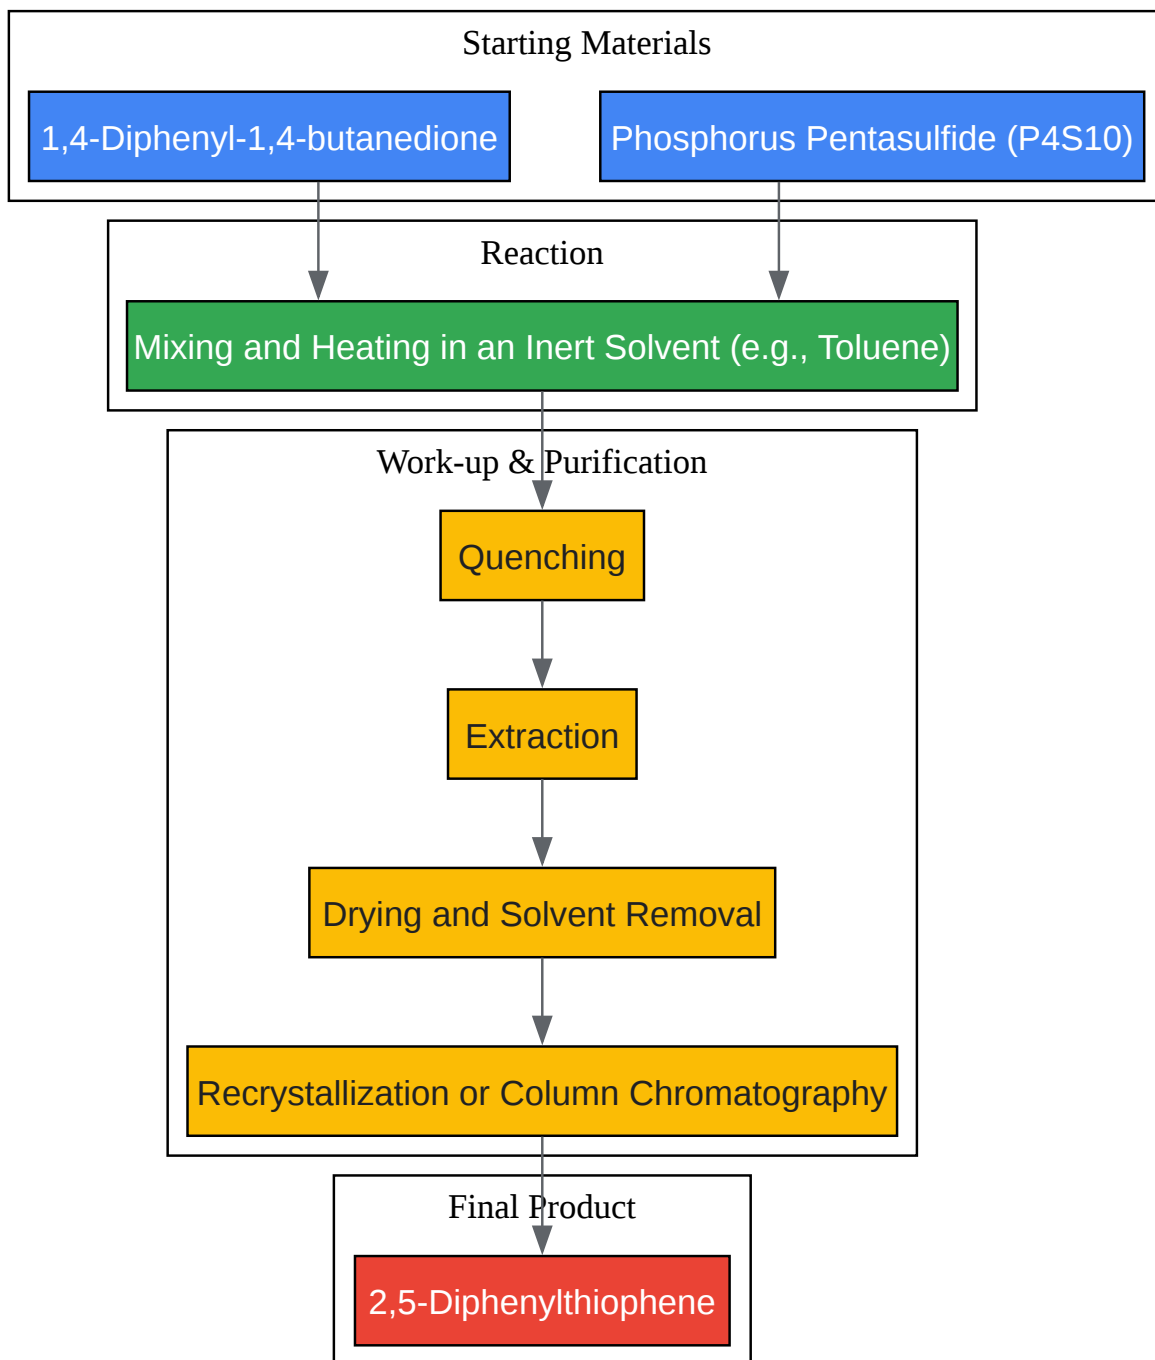 Starting Materials
1,4-Diphenyl-1,4-butanedione
Phosphorus Pentasulfide (P4S10)
Reaction
Mixing and Heating in an Inert Solvent (e.g., Toluene)
Work-up & Purification
Quenching
Extraction
Drying and Solvent Removal
Recrystallization or Column Chromatography
Final Product
2,5-Diphenylthiophene